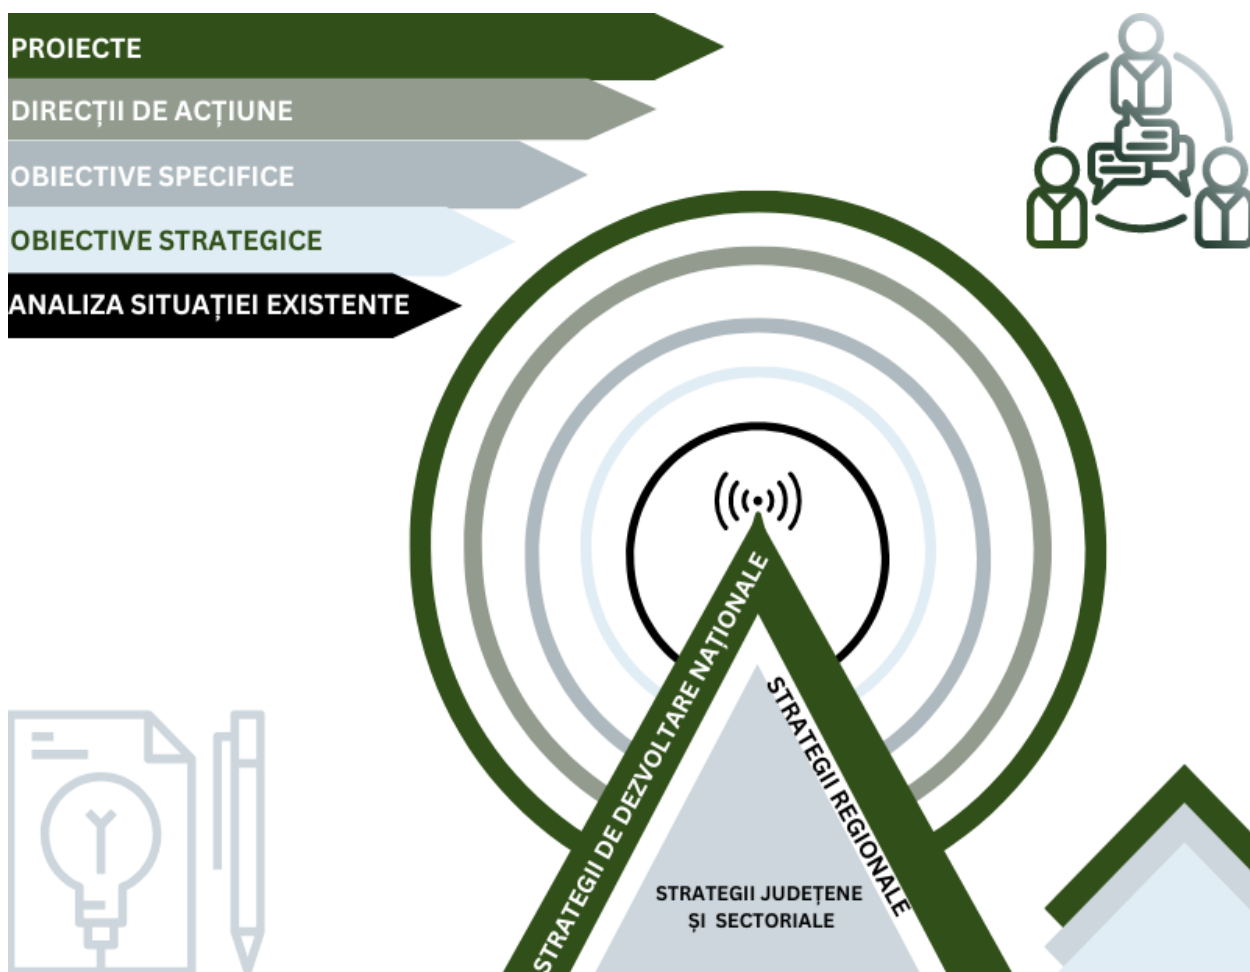 PROIECTE
DIRECȚII DE ACȚIUNE
OBIECTIVE SPECIFICE
OBIECTIVE STRATEGICE
ANALIZA SITUAȚIEI EXISTENTE
STRATEGII DE DEZVOLTARE NAȚIONALE
STRATEGII REGIONALE
STRATEGII JUDEȚENE
ȘI SECTORIALE